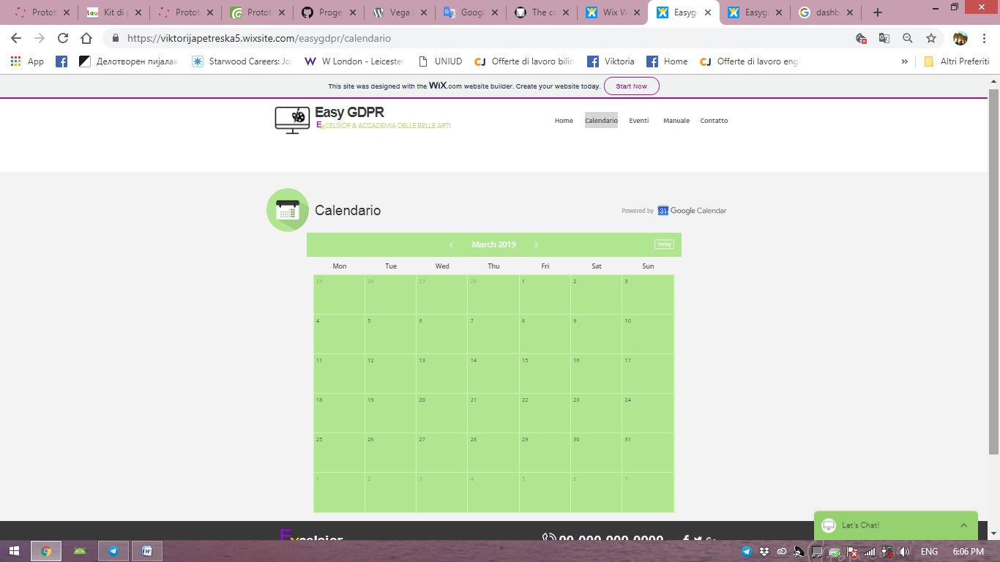 Protot
Kit di p
Protot
Protot
Proge
Vega
Googl
The co
Wix W
Easyg
Easyg
dashb
https://viktorijapetreska5.wixsite.com/easygdpr/calendario
App
Делотворен пијалак
Starwood Careers: Jo
W London - Leicester
UNIUD
Offerte di lavoro bilin
Viktoria
Home
Offerte di lavoro eng
»
Altri Preferiti
This site was designed with the WiX.com website builder. Create your website today.
Start Now
Easy GDPR
ExCELSIOR & ACCADEMIA DELLE BELLE ARTI
Home Calendario Eventi Manuale Contatto
Calendario
Powered by 31 Google Calendar
< March 2019 > Today
Mon Tue Wed Thu Fri Sat Sun
25 26 27 28 1 2 3
4 5 6 7 8 9 10
11 12 13 14 15 16 17
18 19 20 21 22 23 24
25 26 27 28 29 30 31
1 2 3 4 5 6 7
Let's Chat!
Excelsior
00-000-000-0000
ENG 6:06 PM